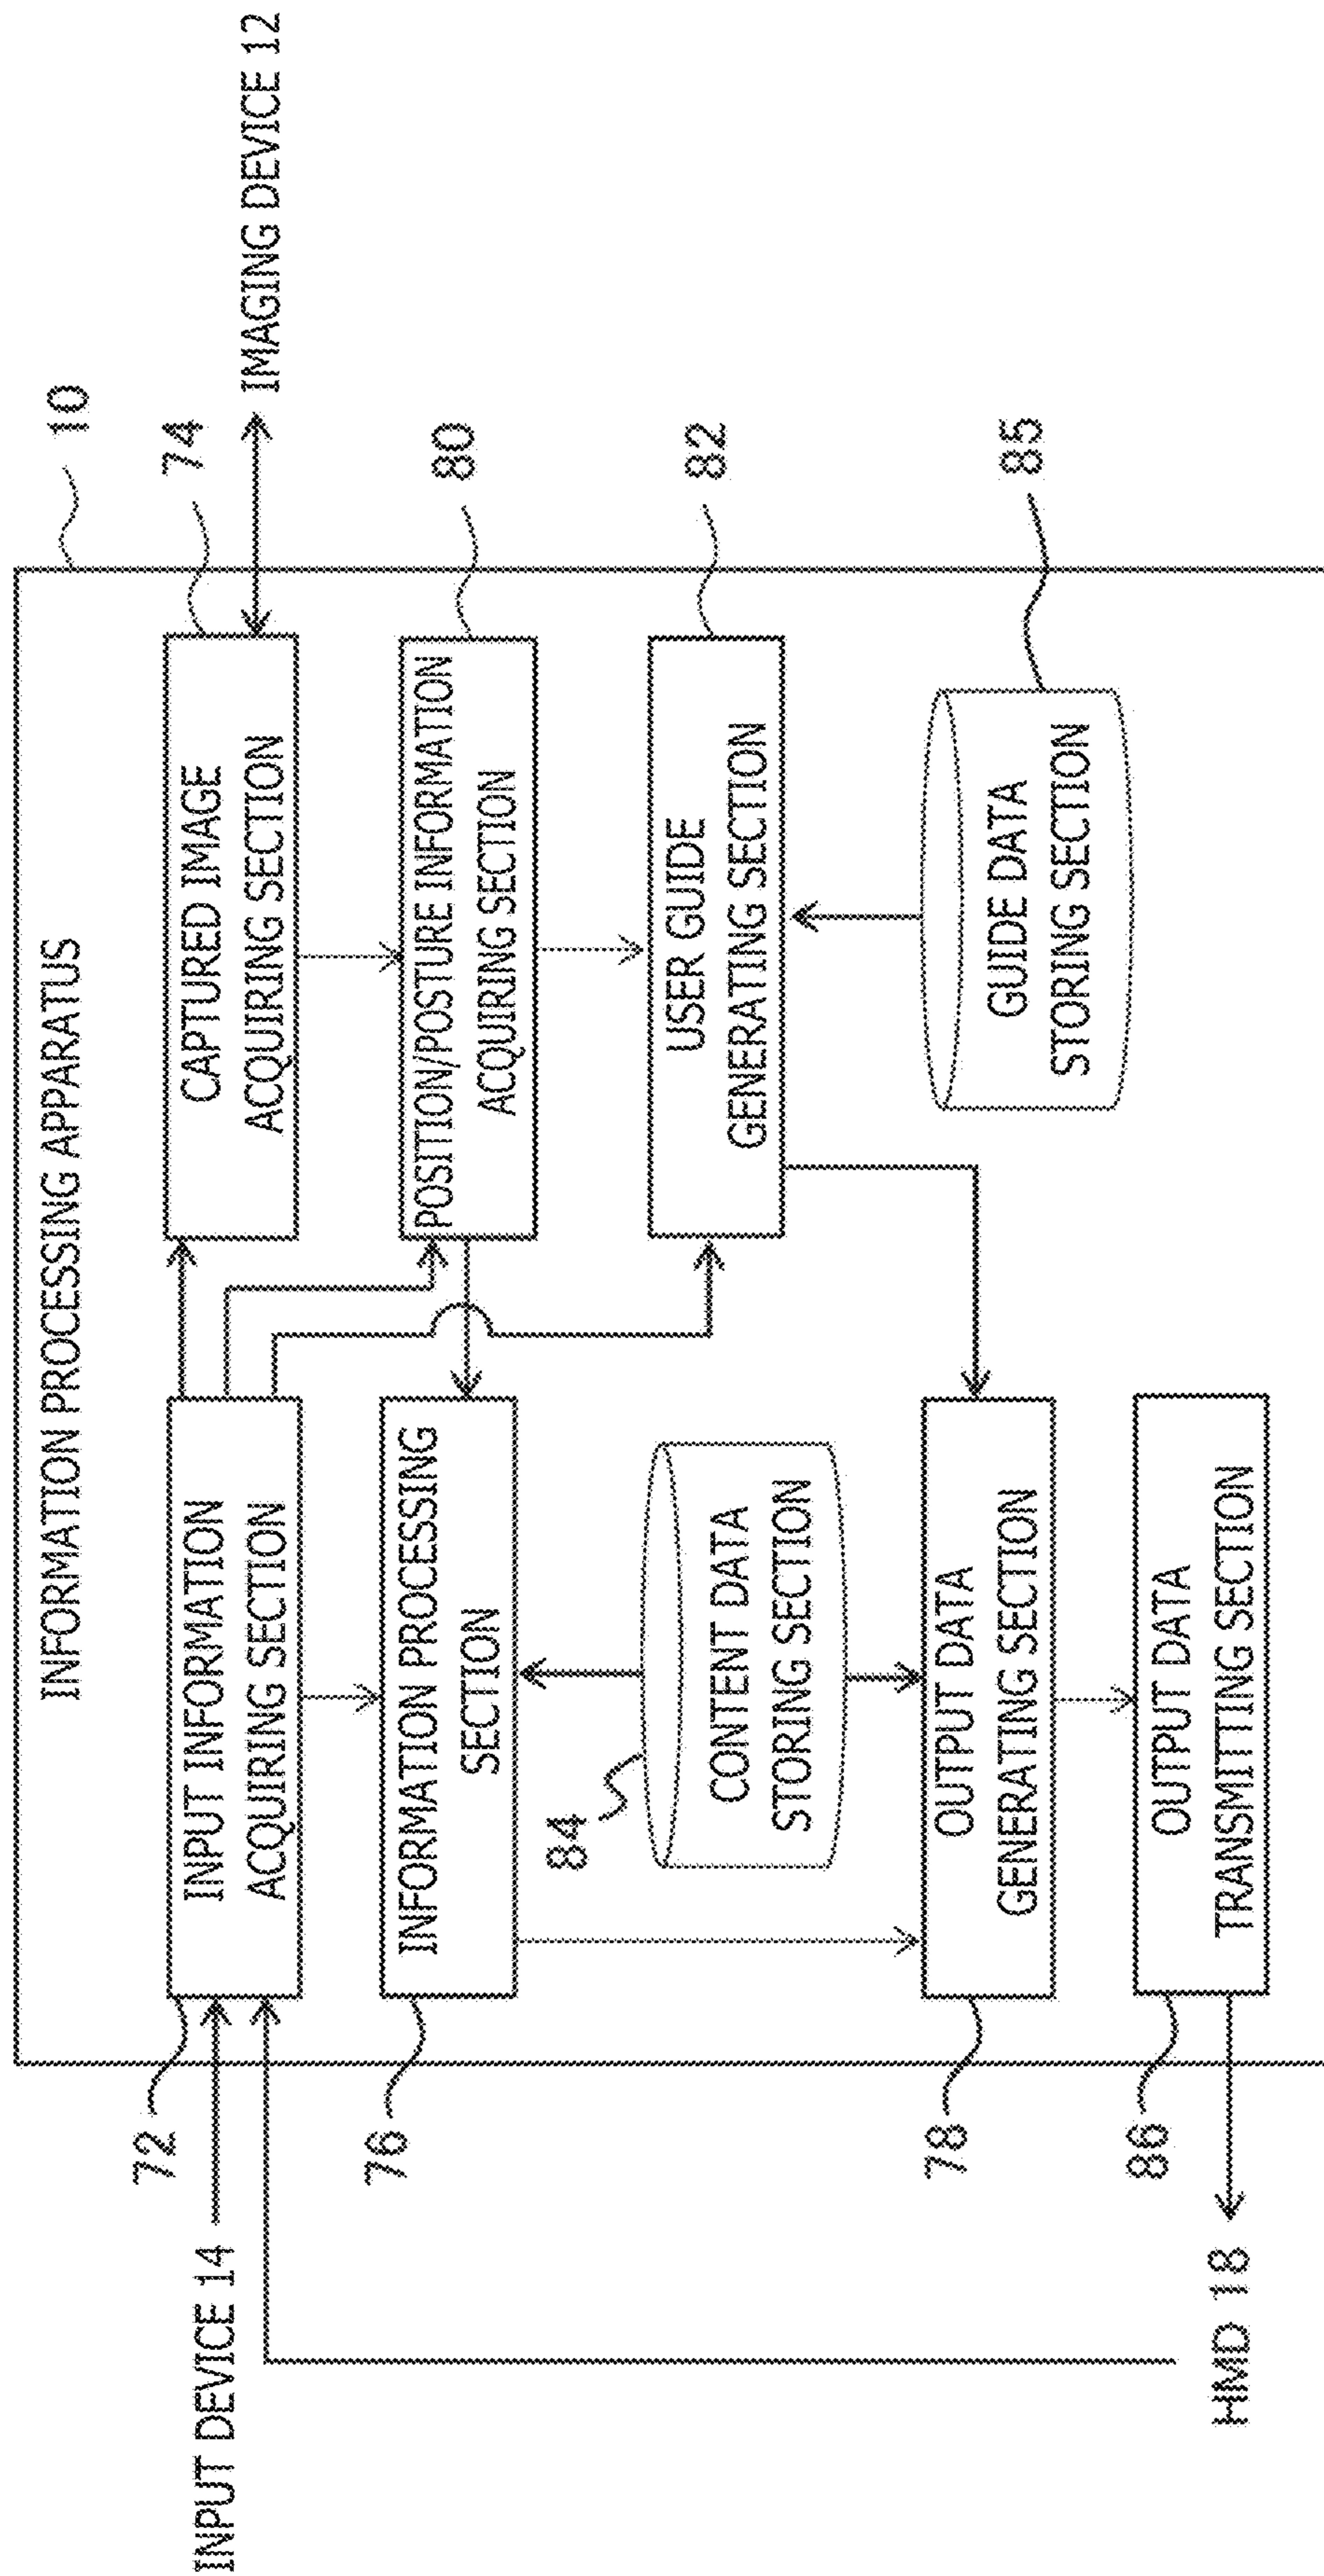 INFORMATION PROCESSING APPARATUS
10
INPUT DEVICE 14
72
INPUT INFORMATION
ACQUIRING SECTION
CAPTURED IMAGE
ACQUIRING SECTION
74
IMAGING DEVICE 12
76
INFORMATION PROCESSING
SECTION
POSITION/POSTURE INFORMATION
ACQUIRING SECTION
80
84
CONTENT DATA
STORING SECTION
USER GUIDE
GENERATING SECTION
82
78
OUTPUT DATA
GENERATING SECTION
GUIDE DATA
STORING SECTION
85
86
OUTPUT DATA
TRANSMITTING SECTION
HMD 18